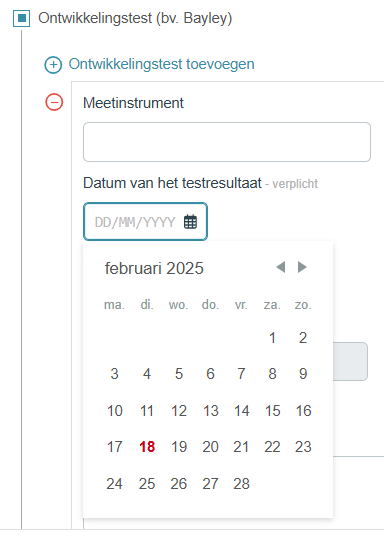 Ontwikkelingstest (bv. Bayley)
Ontwikkelingstest toevoegen
Meetinstrument
Datum van het testresultaat - verplicht
DD/MM/YYYY
februari 2025
ma. di. wo. do. vr. za. zo.
1 2
3 4 5 6 7 8 9
10 11 12 13 14 15 16
17 18 19 20 21 22 23
24 25 26 27 28